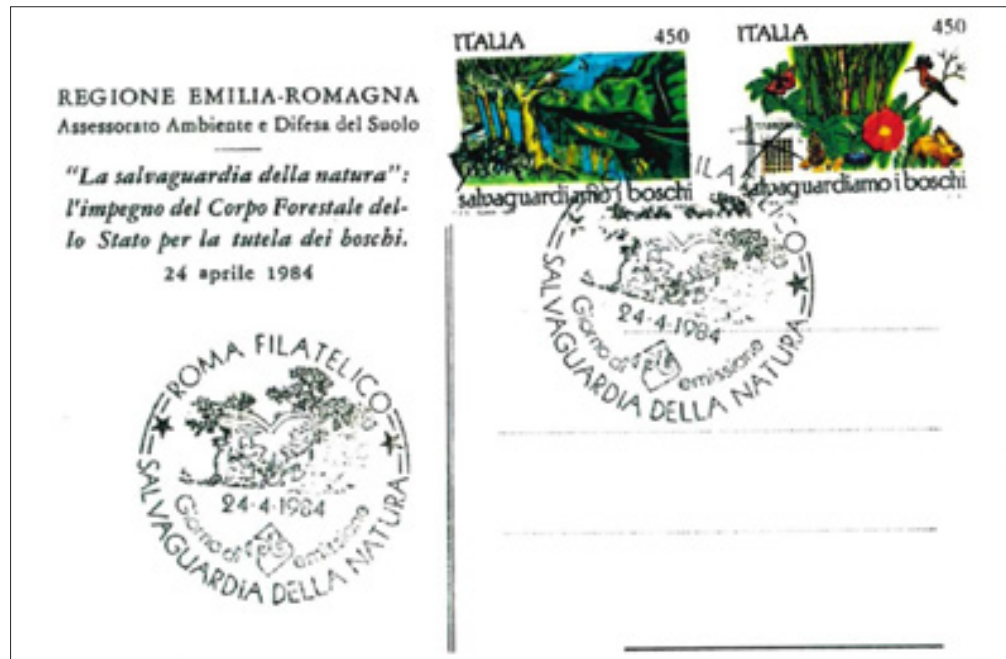 REGIONE EMILIA-ROMAGNA
Assessorato Ambiente e Difesa del Suolo
"La salvaguardia della natura":
l'impegno del Corpo Forestale del-
lo Stato per la tutela dei boschi.
24 aprile 1984
ITALIA 450
salvaguardiamo i boschi
ITALIA 450
salvaguardiamo i boschi
ROMA FILATELICO
24-4-1984
Giorno di emissione
SALVAGUARDIA DELLA NATURA
24-4-1984
Giorno di emissione
SALVAGUARDIA DELLA NATURA